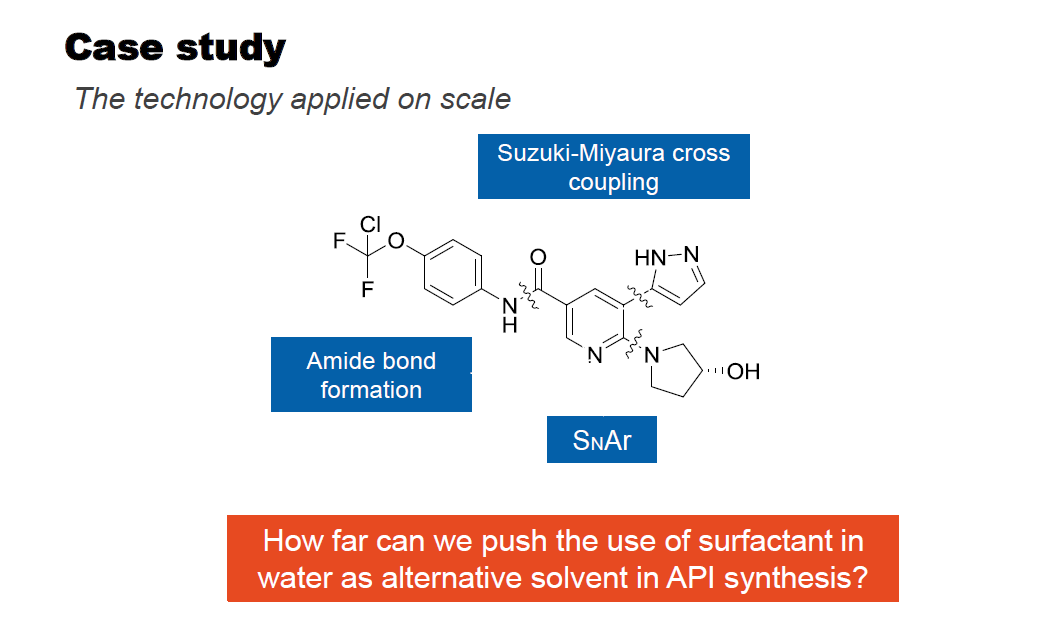 Case study
The technology applied on scale
Suzuki-Miyaura cross
coupling
Cl
F
O
F
O
N
H
HN
N
N
N
OH
Amide bond
formation
SNAr
How far can we push the use of surfactant in
water as alternative solvent in API synthesis?